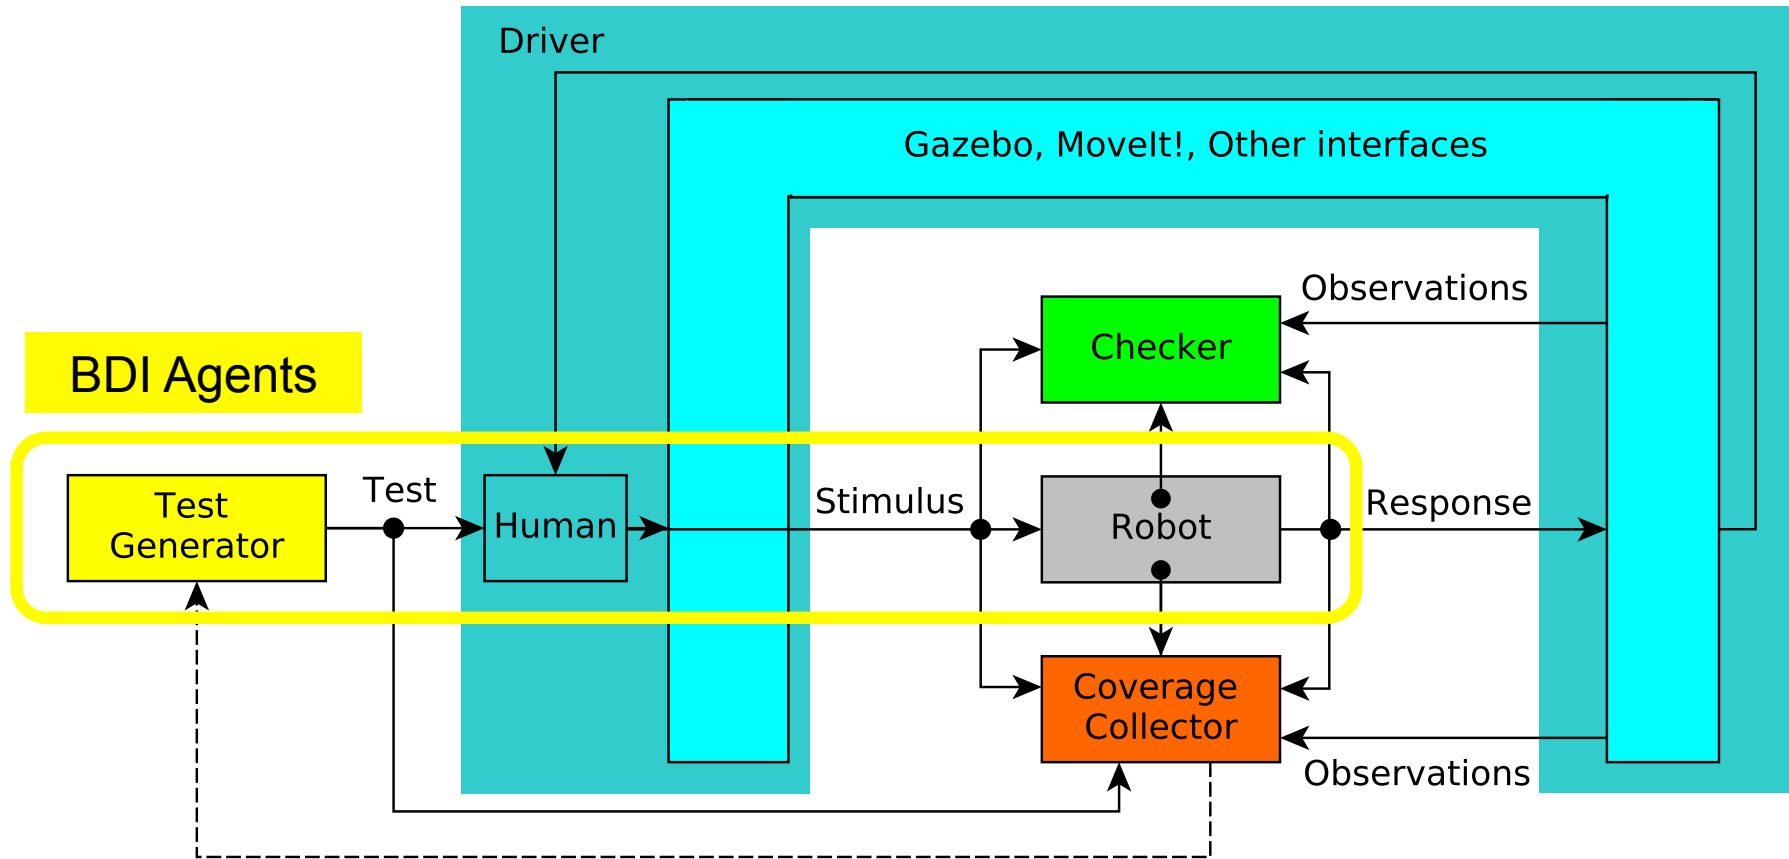 Driver
Gazebo, MoveIt!, Other interfaces
Observations
Checker
BDI Agents
Test
Generator
Test
Human
Stimulus
Robot
Response
Coverage
Collector
Observations